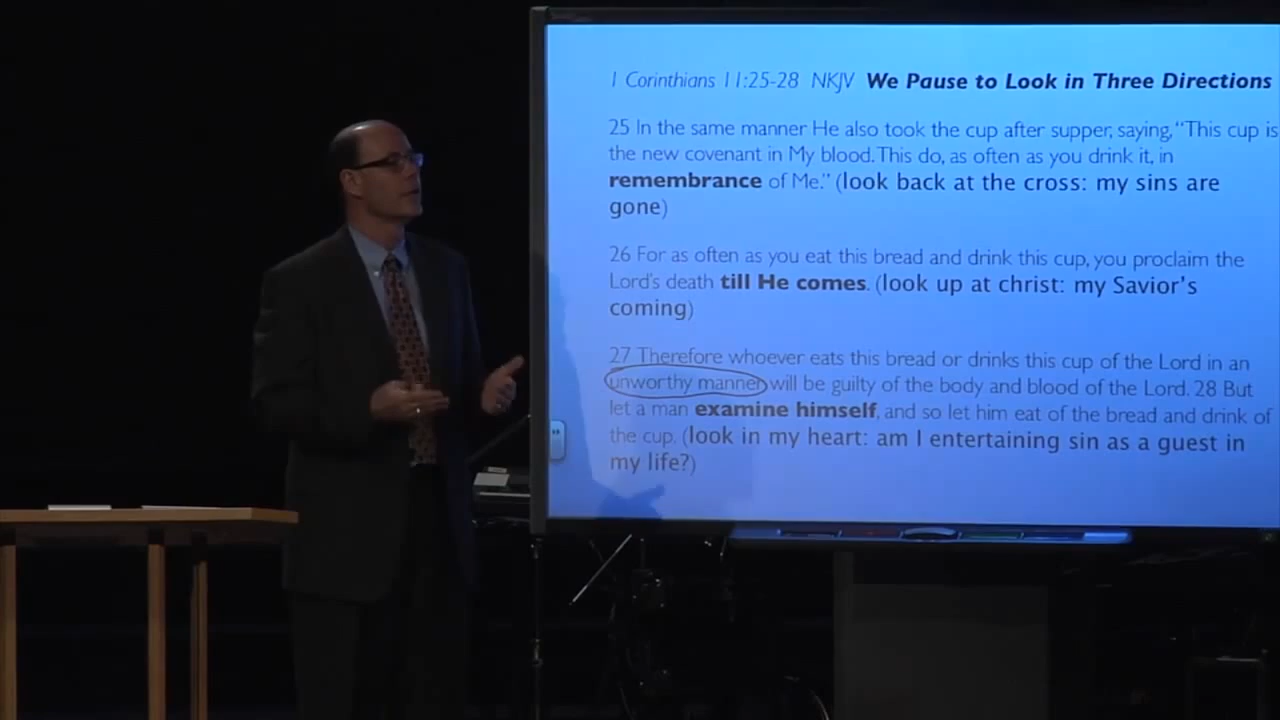 1 Corinthians 11:25-28 NKJV We Pause to Look in Three Directions
25 In the same manner He also took the cup after supper, saying, “This cup is
the new covenant in My blood. This do, as often as you drink it, in
remembrance of Me.” (look back at the cross: my sins are
gone)
26 For as often as you eat this bread and drink this cup, you proclaim the
Lord's death till He comes. (look up at christ: my Savior's
coming)
27 Therefore whoever eats this bread or drinks this cup of the Lord in an
unworthy manner will be guilty of the body and blood of the Lord. 28 But
let a man examine himself, and so let him eat of the bread and drink of
the cup. (look in my heart: am I entertaining sin as a guest in
my life?)